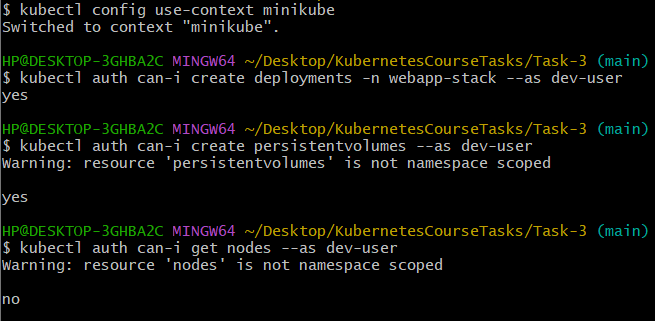 $ kubectl config use-context minikube
Switched to context "minikube".
HP@DESKTOP-3GHBA2C MINGW64 ~/Desktop/KubernetesCourseTasks/Task-3 (main)
$ kubectl auth can-i create deployments -n webapp-stack --as dev-user
yes
HP@DESKTOP-3GHBA2C MINGW64 ~/Desktop/KubernetesCourseTasks/Task-3 (main)
$ kubectl auth can-i create persistentvolumes --as dev-user
Warning: resource 'persistentvolumes' is not namespace scoped
yes
HP@DESKTOP-3GHBA2C MINGW64 ~/Desktop/KubernetesCourseTasks/Task-3 (main)
$ kubectl auth can-i get nodes --as dev-user
Warning: resource 'nodes' is not namespace scoped
no